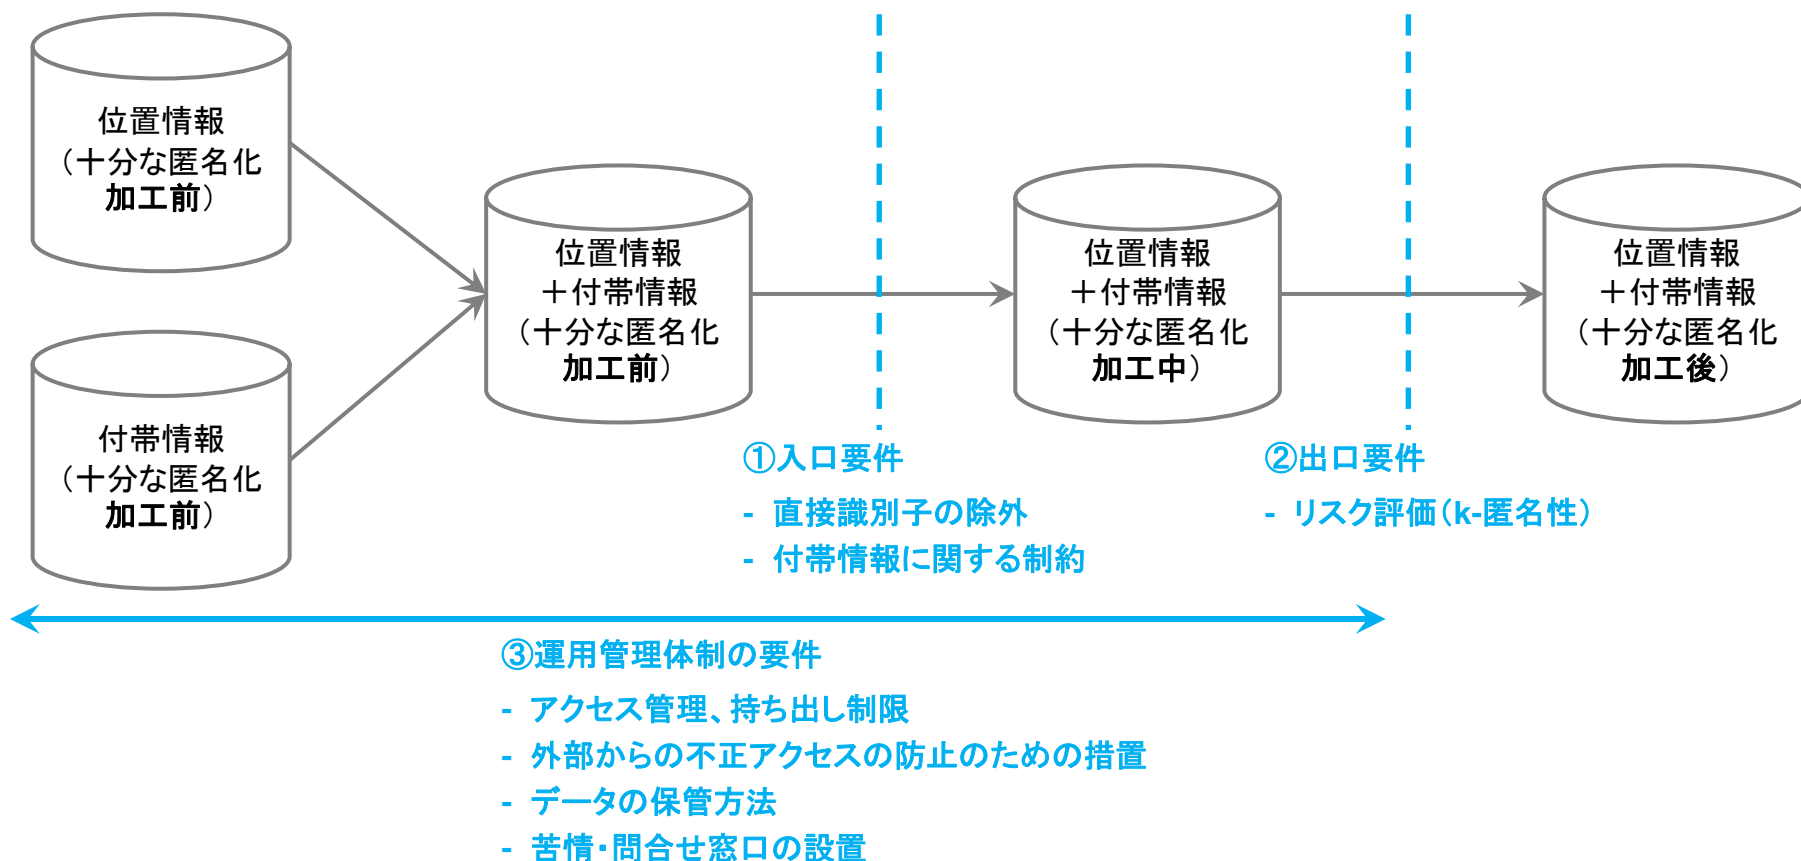 位置情報
（十分な匿名化
加工前）
付帯情報
（十分な匿名化
加工前）
位置情報
＋付帯情報
（十分な匿名化
加工前）
位置情報
＋付帯情報
（十分な匿名化
加工中）
位置情報
＋付帯情報
（十分な匿名化
加工後）
①入口要件
- 直接識別子の除外
- 付帯情報に関する制約
②出口要件
- リスク評価（k-匿名性）
③運用管理体制の要件
- アクセス管理、持ち出し制限
- 外部からの不正アクセスの防止のための措置
- データの保管方法
- 苦情・問合せ窓口の設置